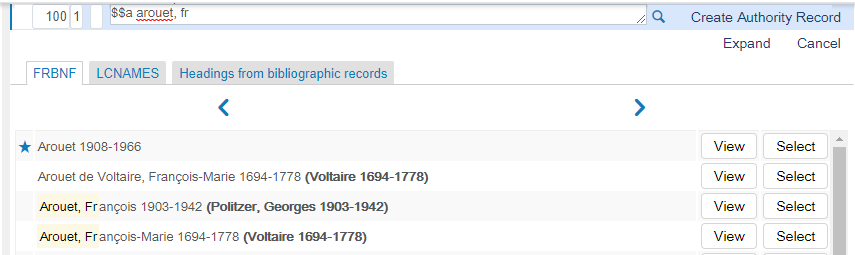 100 1 $$a arouet, fr Create Authority Record
Expand Cancel
FRBNF LCNAMES Headings from bibliographic records
Arouet 1908-1966 View Select
Arouet de Voltaire, François-Marie 1694-1778 (Voltaire 1694-1778) View Select
Arouet, François 1903-1942 (Politzer, Georges 1903-1942) View Select
Arouet, François-Marie 1694-1778 (Voltaire 1694-1778) View Select